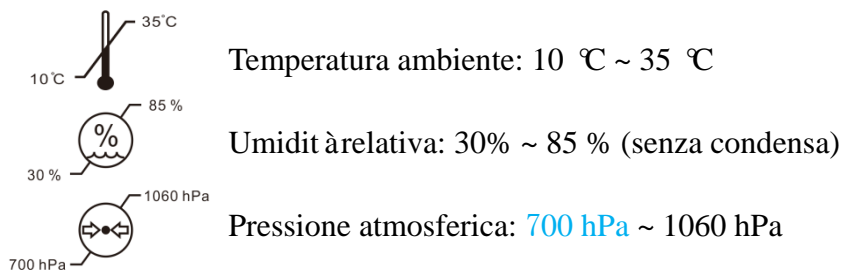 35°C
10°C
Temperatura ambiente: 10 ℃ ~ 35 ℃
85 %
%
30 %
Umidit àrelativa: 30% ~ 85 % (senza condensa)
1060 hPa
700 hPa
Pressione atmosferica: 700 hPa ~ 1060 hPa